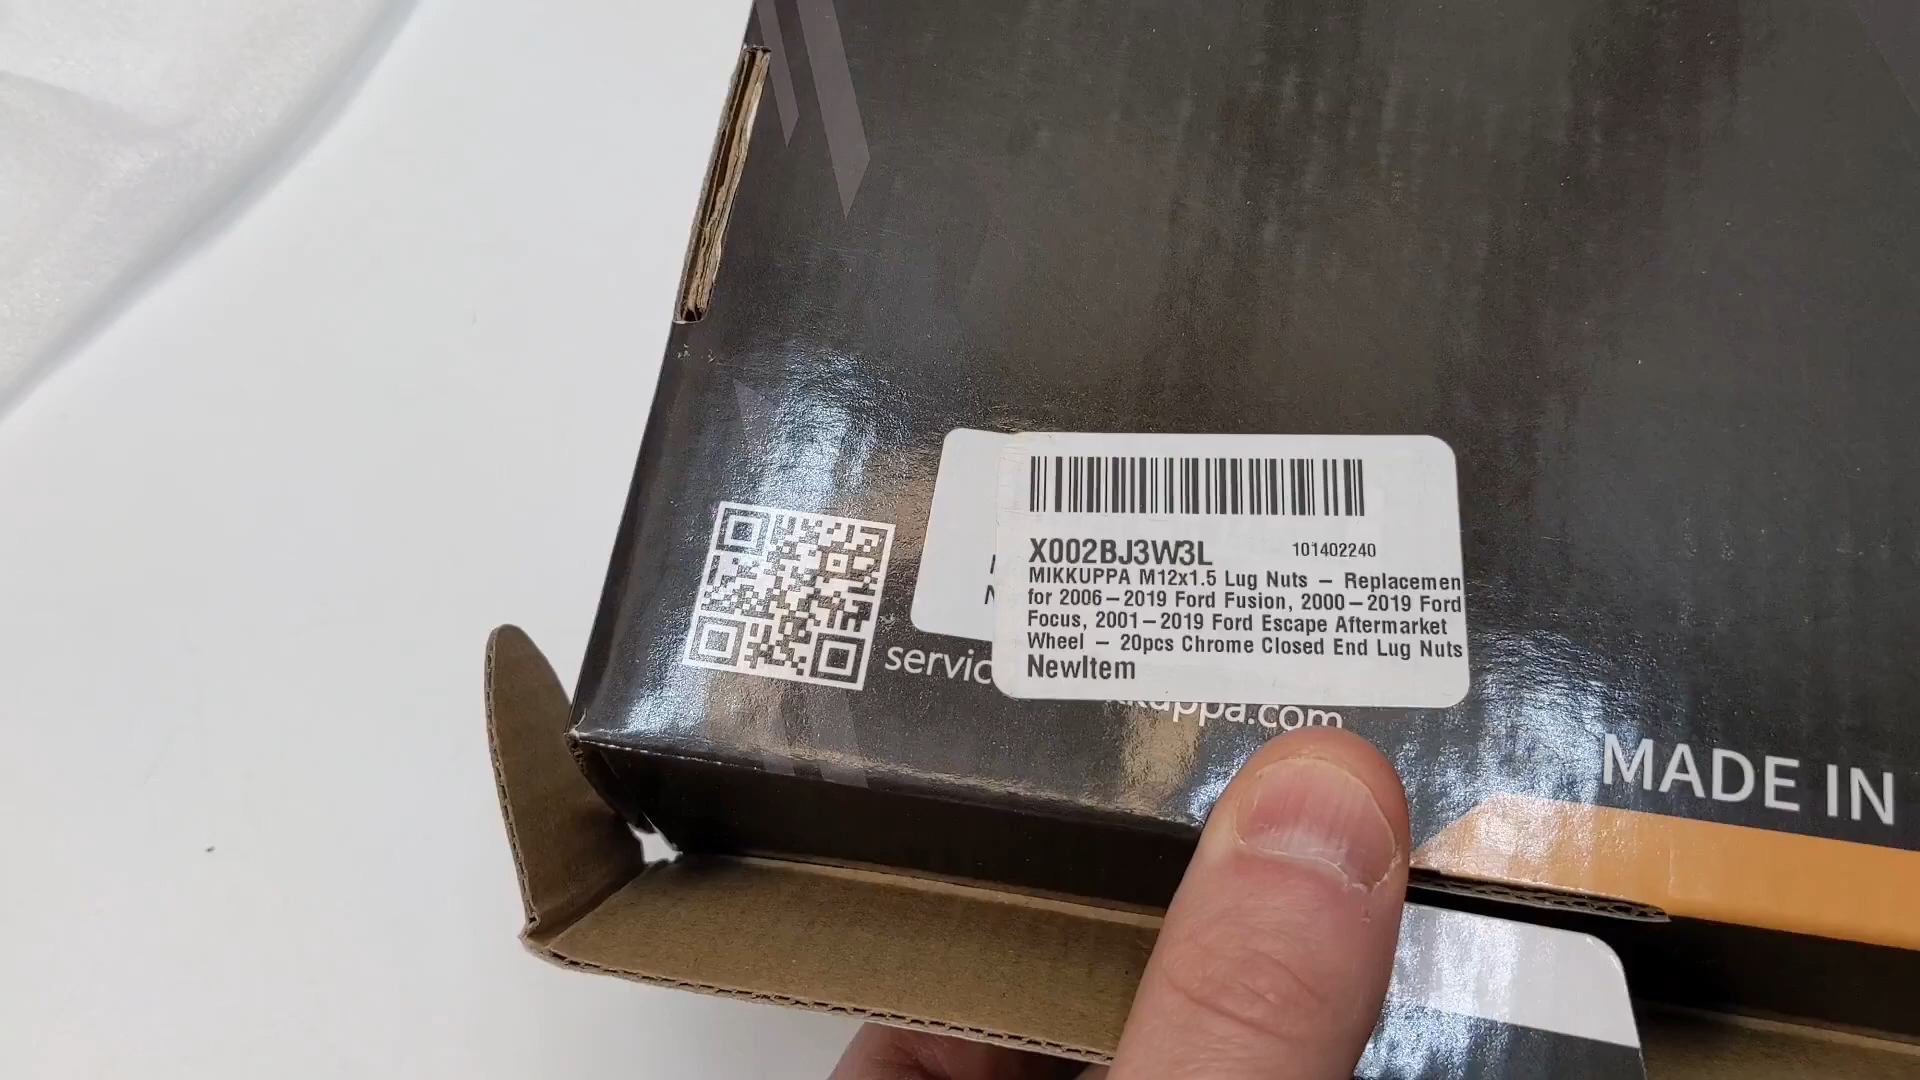 X002BJ3W3L 101402240
MIKKUPPA M12x1.5 Lug Nuts – Replacemen
for 2006–2019 Ford Fusion, 2000–2019 Ford
Focus, 2001–2019 Ford Escape Aftermarket
Wheel – 20pcs Chrome Closed End Lug Nuts
NewItem
servic
kuppa.com
MADE IN